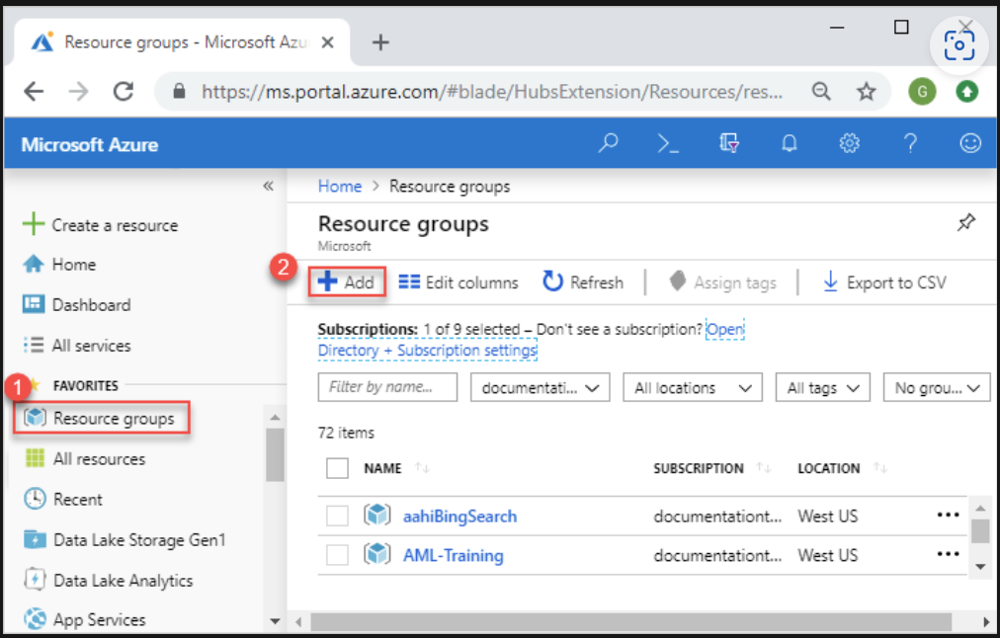 Resource groups - Microsoft Azu
https://ms.portal.azure.com/#blade/HubsExtension/Resources/res...
G
Microsoft Azure
Create a resource
Home
Dashboard
All services
1
FAVORITES
Resource groups
All resources
Recent
Data Lake Storage Gen1
Data Lake Analytics
App Services
Home > Resource groups
Resource groups
Microsoft
2
Add Edit columns Refresh Assign tags Export to CSV
Subscriptions: 1 of 9 selected – Don't see a subscription? Open
Directory + Subscription settings
Filter by name... documentati... All locations All tags No grou...
72 items
NAME SUBSCRIPTION LOCATION
aahiBingSearch documentationt... West US •••
AML-Training documentationt... West US •••